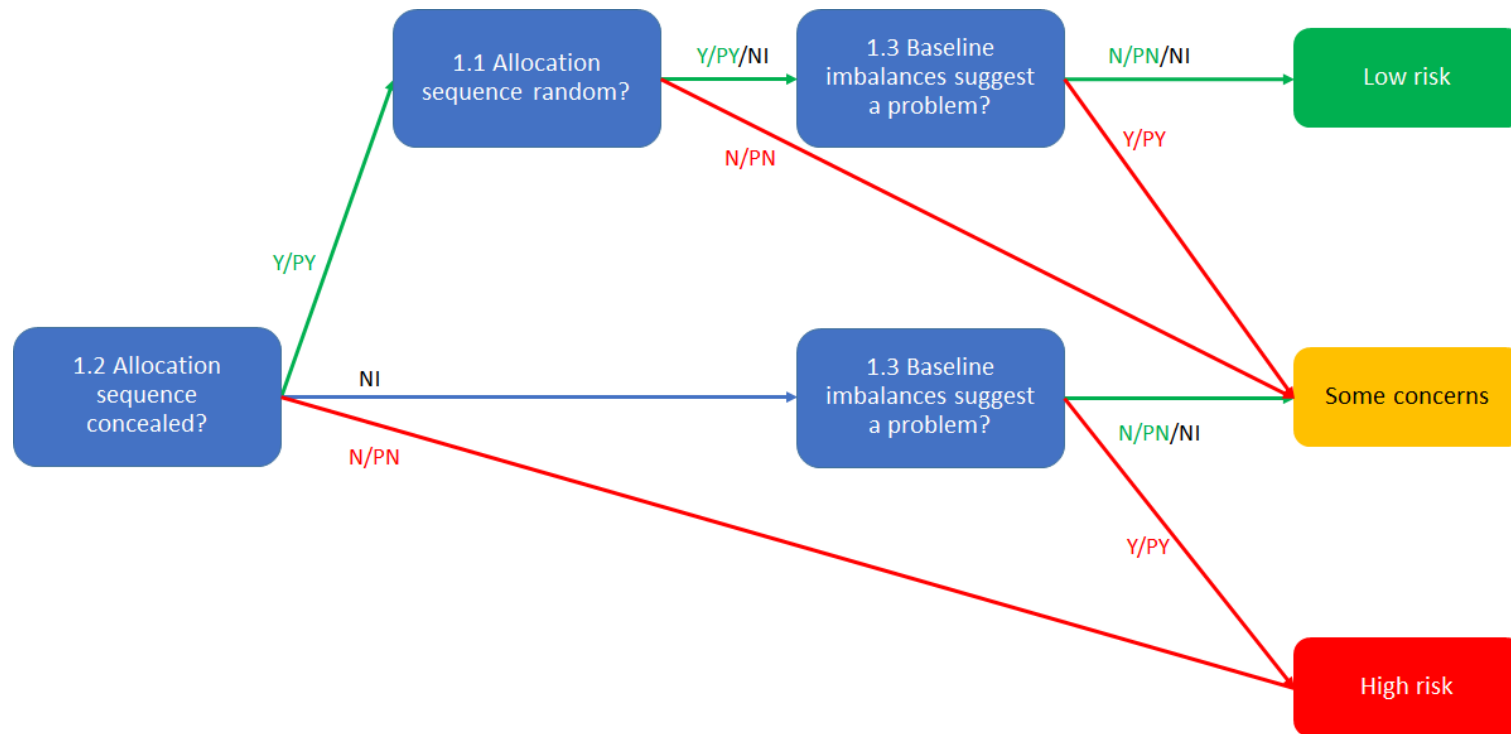 1.1 Allocation
sequence random?
Y/PY/NI
1.3 Baseline
imbalances suggest
a problem?
N/PN/NI
Low risk
N/PN
Y/PY
Y/PY
1.2 Allocation
sequence
concealed?
NI
1.3 Baseline
imbalances suggest
a problem?
Some concerns
N/PN/NI
N/PN
Y/PY
High risk